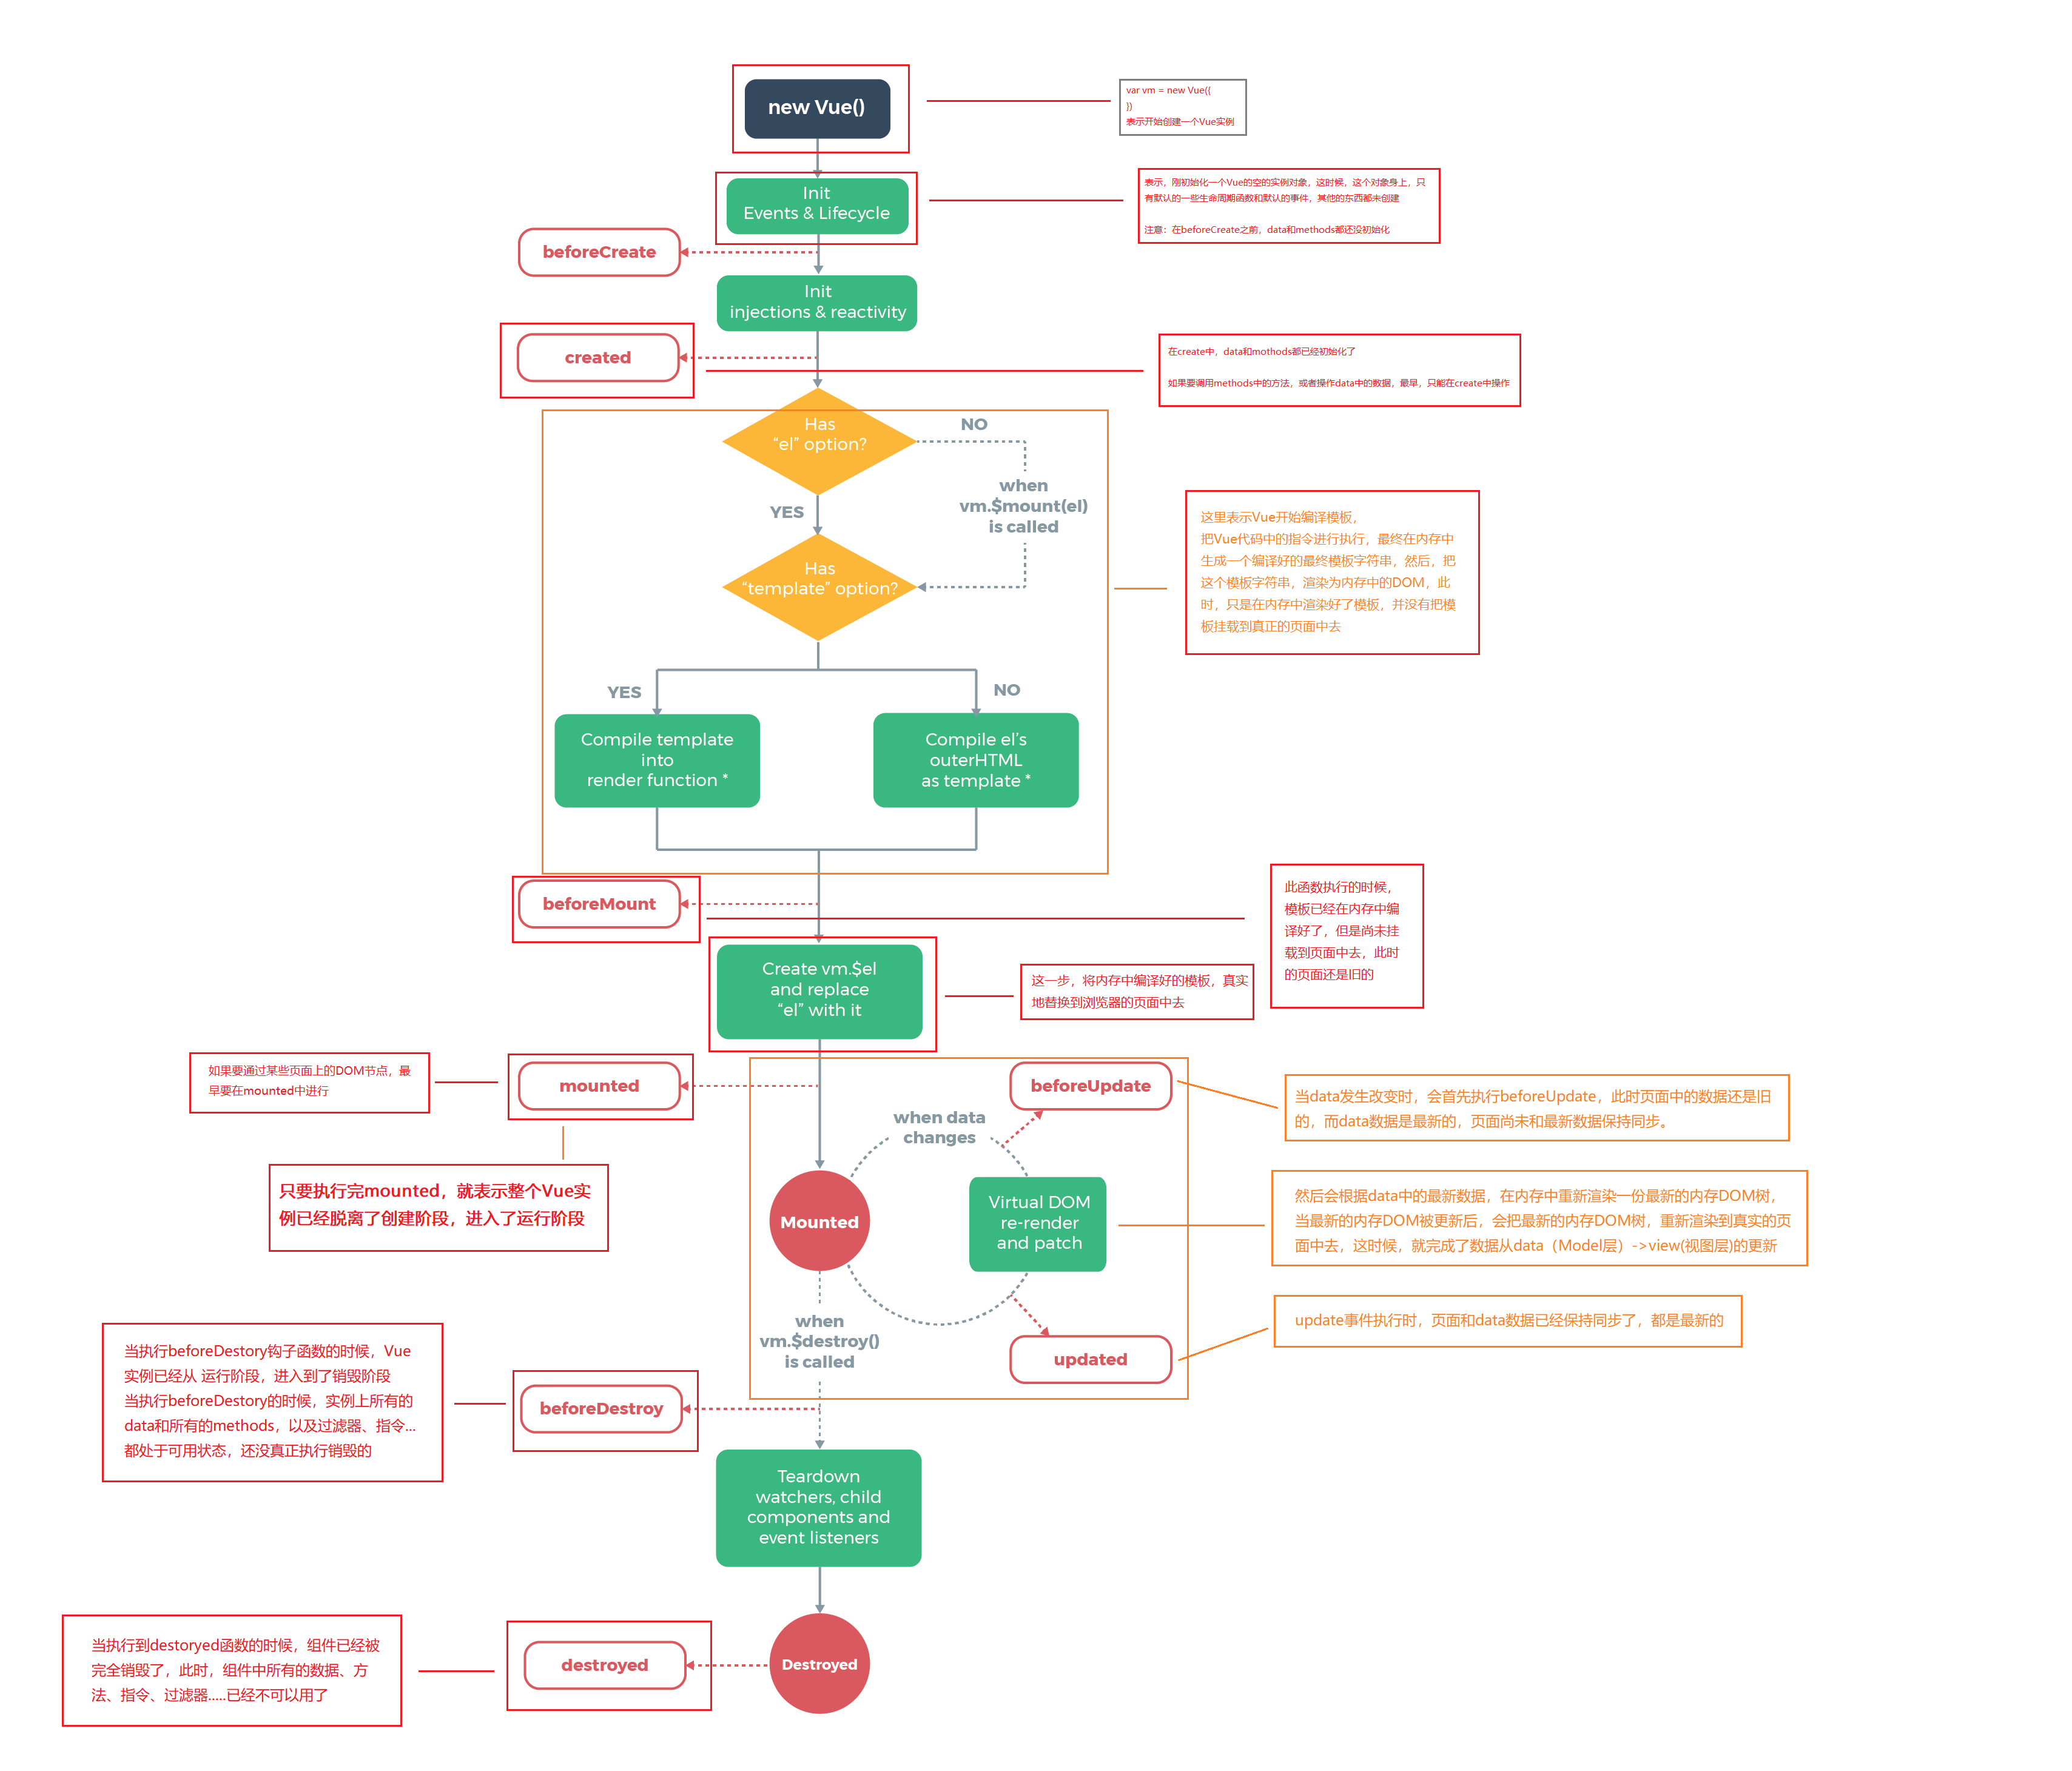 new Vue()
var vm = new Vue({
})
表示开始创建一个Vue实例
Init
Events & Lifecycle
表示，刚初始化一个Vue的空的实例对象，这时候，这个对象身上，只
有默认的一些生命周期函数和默认的事件，其他的东西都未创建
注意：在beforeCreate之前，data和methods都还没初始化
beforeCreate
Init
injections & reactivity
created
在create中，data和mothods都已经初始化了
如果要调用methods中的方法，或者操作data中的数据，最早，只能在create中操作
Has
“el” option?
NO
when
vm.$mount(el)
is called
YES
Has
“template” option?
这里表示Vue开始编译模板，
把Vue代码中的指令进行执行，最终在内存中
生成一个编译好的最终模板字符串，然后，把
这个模板字符串，渲染为内存中的DOM，此
时，只是在内存中渲染好了模板，并没有把模
板挂载到真正的页面中去
YES
NO
Compile template
into
render function *
Compile el’s
outerHTML
as template *
beforeMount
此函数执行的时候，
模板已经在内存中编
译好了，但是尚未挂
载到页面中去，此时
的页面还是旧的
Create vm.$el
and replace
“el” with it
这一步，将内存中编译好的模板，真实
地替换到浏览器的页面中去
如果要通过某些页面上的DOM节点，最
早要在mounted中进行
mounted
只要执行完mounted，就表示整个Vue实
例已经脱离了创建阶段，进入了运行阶段
beforeUpdate
当data发生改变时，会首先执行beforeUpdate，此时页面中的数据还是旧
的，而data数据是最新的，页面尚未和最新数据保持同步。
when data
changes
Mounted
Virtual DOM
re-render
and patch
然后会根据data中的最新数据，在内存中重新渲染一份最新的内存DOM树，
当最新的内存DOM被更新后，会把最新的内存DOM树，重新渲染到真实的页
面中去，这时候，就完成了数据从data（Model层）->view(视图层)的更新
when
vm.$destroy()
is called
updated
update事件执行时，页面和data数据已经保持同步了，都是最新的
当执行beforeDestory钩子函数的时候，Vue
实例已经从 运行阶段，进入到了销毁阶段
当执行beforeDestory的时候，实例上所有的
data和所有的methods，以及过滤器、指令...
都处于可用状态，还没真正执行销毁的
beforeDestroy
Teardown
watchers, child
components and
event listeners
当执行到destoryed函数的时候，组件已经被
完全销毁了，此时，组件中所有的数据、方
法、指令、过滤器.....已经不可以用了
destroyed
Destroyed